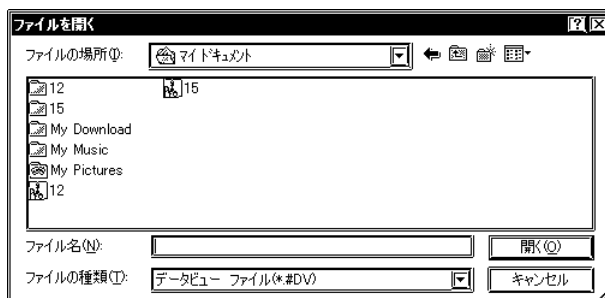 ファイルを開く
ファイルの場所(I): マイ ドキュメント
12
15
My Download
My Music
My Pictures
12
15
ファイル名(N): 開く(O)
ファイルの種類(T): データビュー ファイル(*.#DV) キャンセル